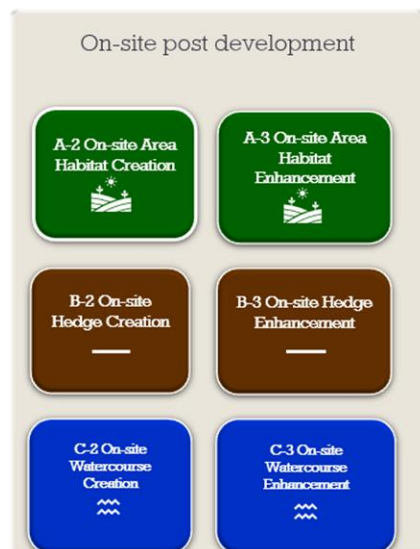 On-site post development
A-2 On-site Area
Habitat Creation
A-3 On-site Area
Habitat
Enhancement
B-2 On-site
Hedge Creation
B-3 On-site Hedge
Enhancement
C-2 On-site
Watercourse
Creation
C-3 On-site
Watercourse
Enhancement